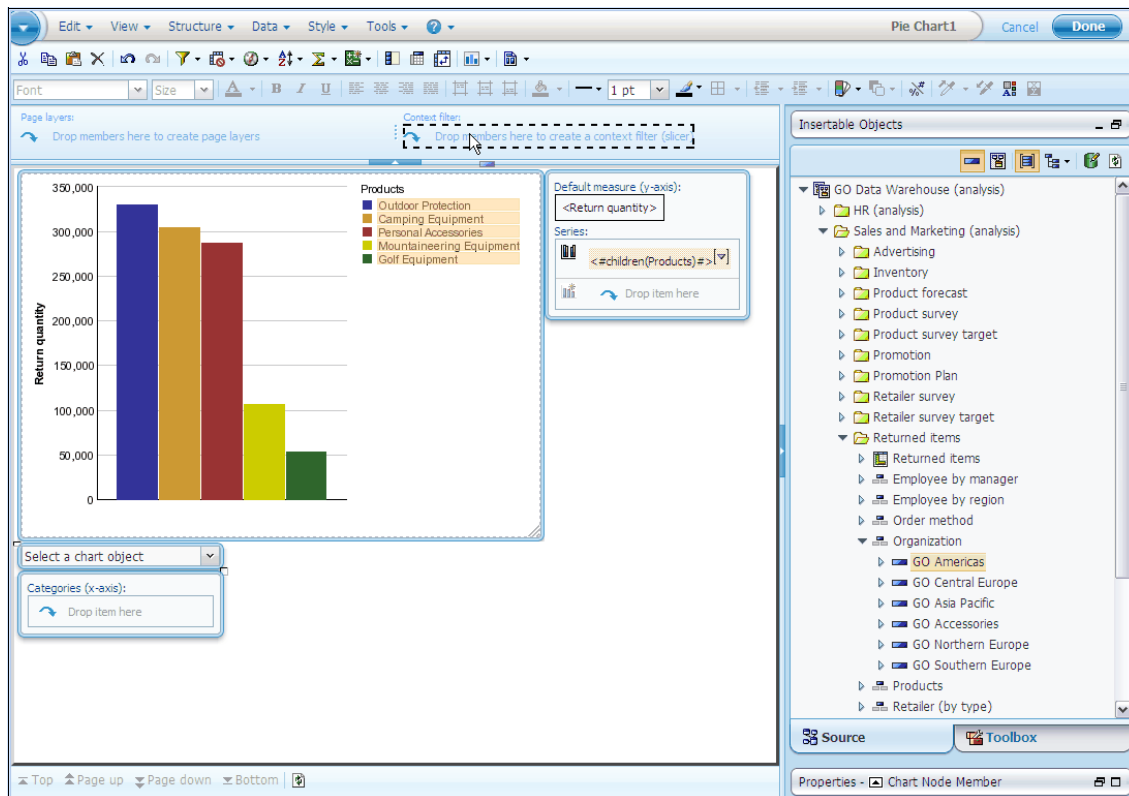 Edit View Structure Data Style Tools Pie Chart1 Cancel Done
Font Size A B I U 1 pt
Page layers:
Drop members here to create page layers
Context filter:
Drop members here to create a context filter (slicer)
350,000
300,000
250,000
200,000
150,000
100,000
50,000
0
Return quantity
Products
Outdoor Protection
Camping Equipment
Personal Accessories
Mountaineering Equipment
Golf Equipment
Default measure (y-axis):
<Return quantity>
Series:
<#children(Products)#>
Drop item here
Select a chart object
Categories (x-axis):
Drop item here
Top Page up Page down Bottom
Insertable Objects
GO Data Warehouse (analysis)
HR (analysis)
Sales and Marketing (analysis)
Advertising
Inventory
Product forecast
Product survey
Product survey target
Promotion
Promotion Plan
Retailer survey
Retailer survey target
Returned items
Returned items
Employee by manager
Employee by region
Order method
Organization
GO Americas
GO Central Europe
GO Asia Pacific
GO Accessories
GO Northern Europe
GO Southern Europe
Products
Retailer (by type)
Source Toolbox
Properties - Chart Node Member